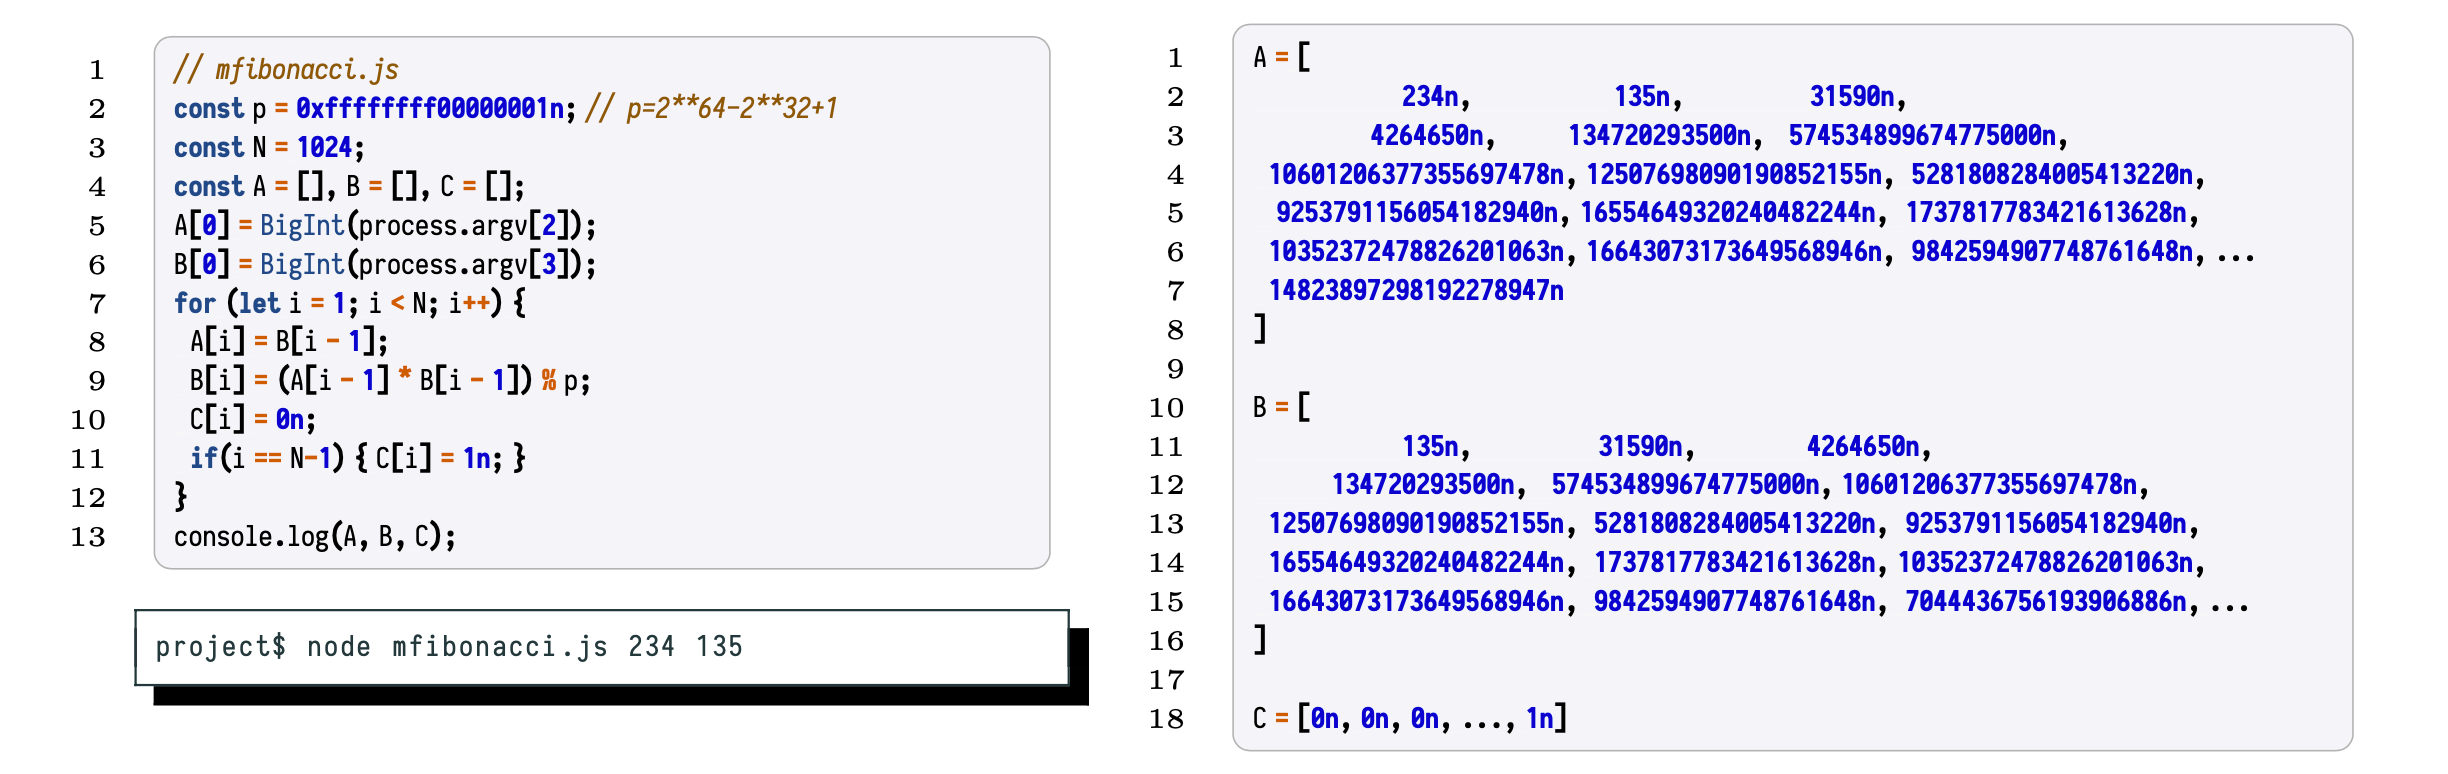 1 // mfibonacci.js
2 const p = 0xffffffff00000001n; // p=2**64-2**32+1
3 const N = 1024;
4 const A = [], B = [], C = [];
5 A[0] = BigInt(process.argv[2]);
6 B[0] = BigInt(process.argv[3]);
7 for (let i = 1; i < N; i++) {
8 A[i] = B[i - 1];
9 B[i] = (A[i - 1] * B[i - 1]) % p;
10 C[i] = 0n;
11 if(i == N-1) { C[i] = 1n; }
12 }
13 console.log(A, B, C);
project$ node mfibonacci.js 234 135
1 A = [
2 234n, 135n, 31590n,
3 4264650n, 134720293500n, 574534899674775000n,
4 10601206377355697478n, 12507698090190852155n, 5281808284005413220n,
5 9253791156054182940n, 16554649320240482244n, 1737817783421613628n,
6 10352372478826201063n, 16643073173649568946n, 9842594907748761648n, ...
7 14823897298192278947n
8 ]
9
10 B = [
11 135n, 31590n, 4264650n,
12 134720293500n, 574534899674775000n, 10601206377355697478n,
13 12507698090190852155n, 5281808284005413220n, 9253791156054182940n,
14 16554649320240482244n, 1737817783421613628n, 10352372478826201063n,
15 16643073173649568946n, 9842594907748761648n, 7044436756193906886n, ...
16 ]
17
18 C = [0n, 0n, 0n, ..., 1n]